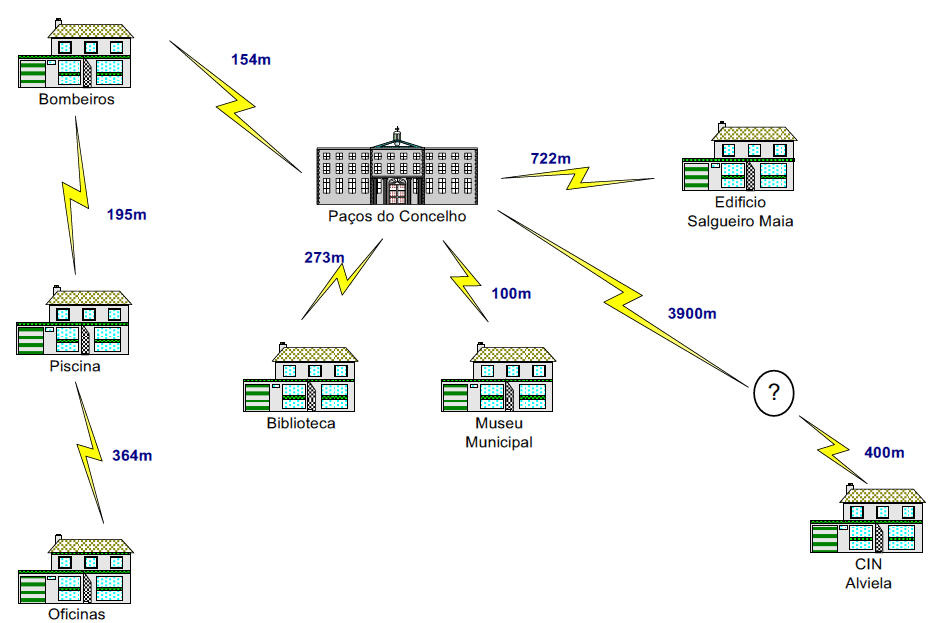 154m
Bombeiros
722m
195m
Paços do Concelho
Edificio
Salgueiro Maia
273m
100m
3900m
Piscina
?
Biblioteca
Museu
Municipal
364m
400m
CIN
Alviela
Oficinas